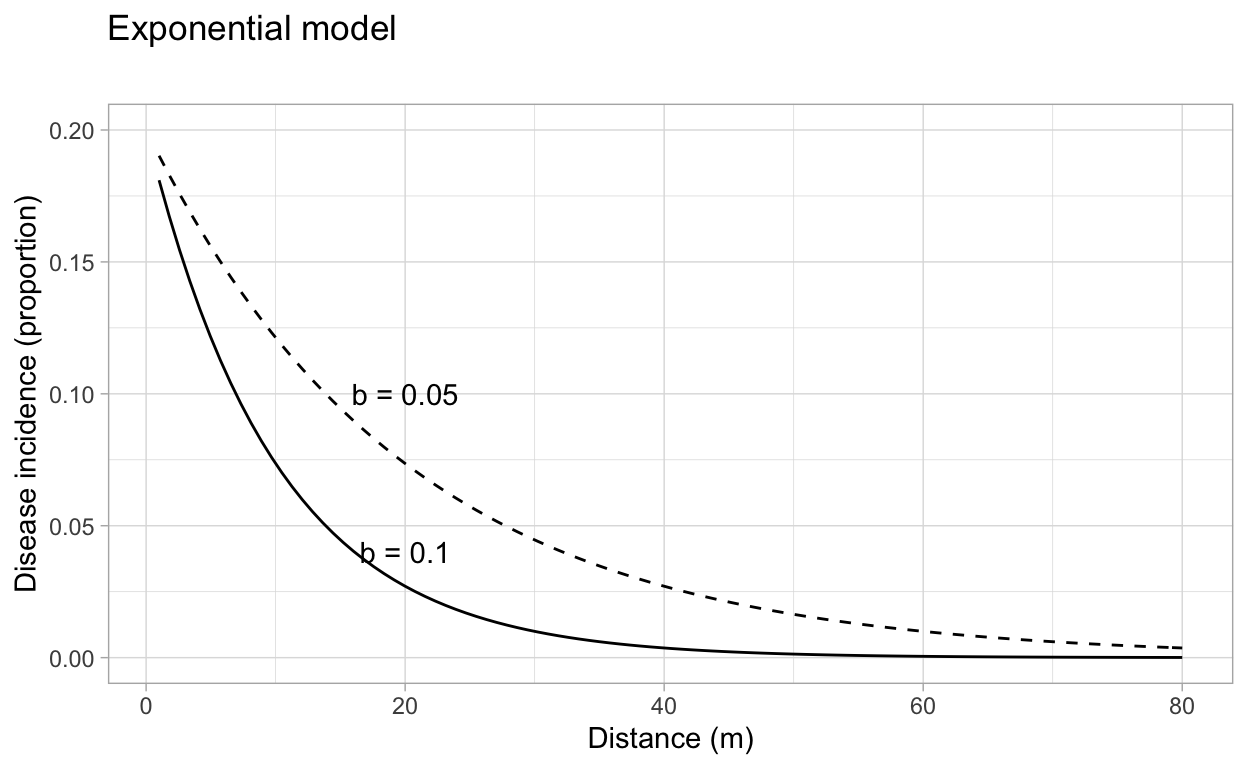 Exponential model
Disease incidence (proportion)
0.20
0.15
0.10
0.05
0.00
b = 0.05
b = 0.1
0 20 40 60 80
Distance (m)